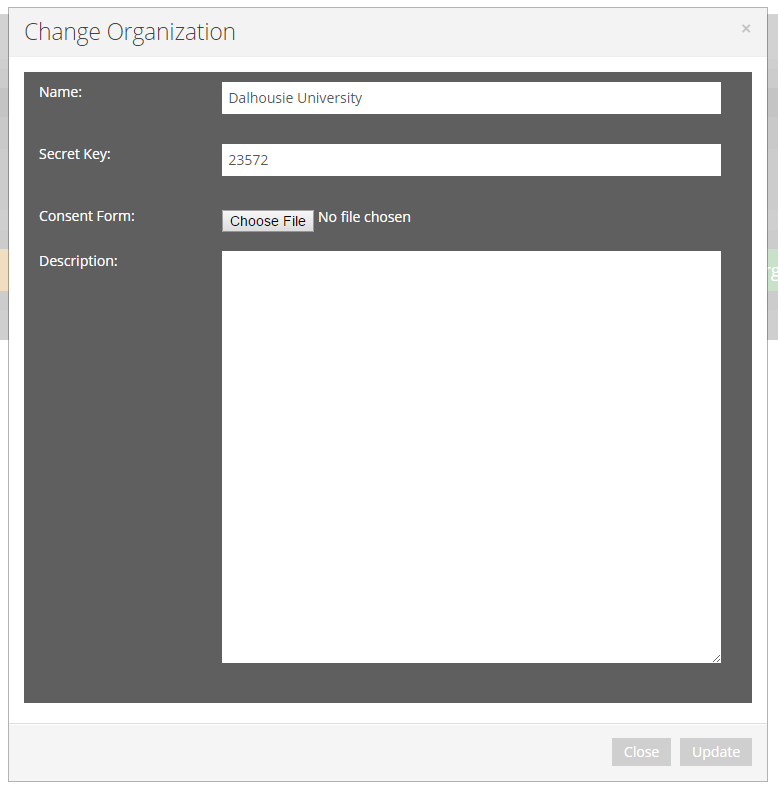 Change Organization ×
Name: Dalhousie University
Secret Key: 23572
Consent Form: Choose File No file chosen
Description:
Close Update